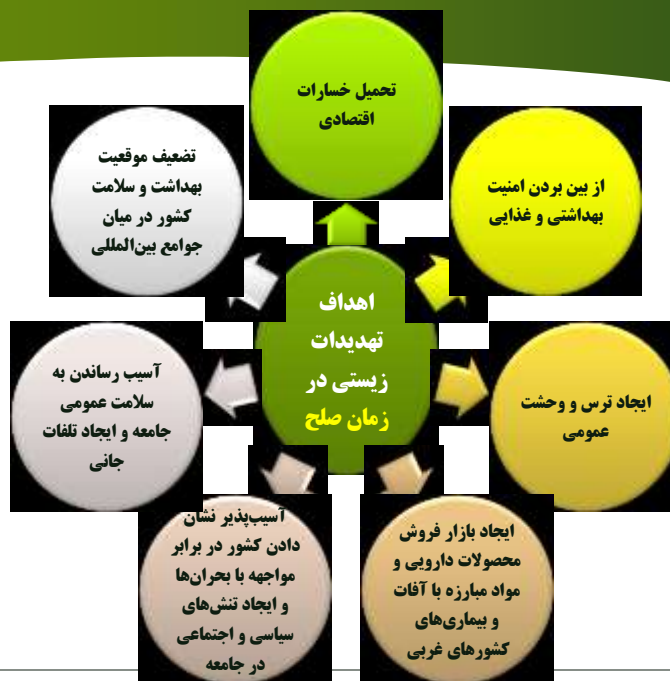 اهداف
تهدیدات
زیستی در
زمان صلح
تحمیل خسارات
اقتصادی
از بین بردن امنیت
بهداشتی و غذایی
ایجاد ترس و وحشت
عمومی
ایجاد بازار فروش
محصولات دارویی و
مواد مبارزه با آفات
و بیماری‌های
کشورهای غربی
آسیب‌پذیر نشان
دادن کشور در برابر
مواجهه با بحران‌ها
و ایجاد تنش‌های
سیاسی و اجتماعی
در جامعه
آسیب رساندن به
سلامت عمومی
جامعه و ایجاد تلفات
جانی
تضعیف موقعیت
بهداشت و سلامت
کشور در میان
جوامع بین‌المللی